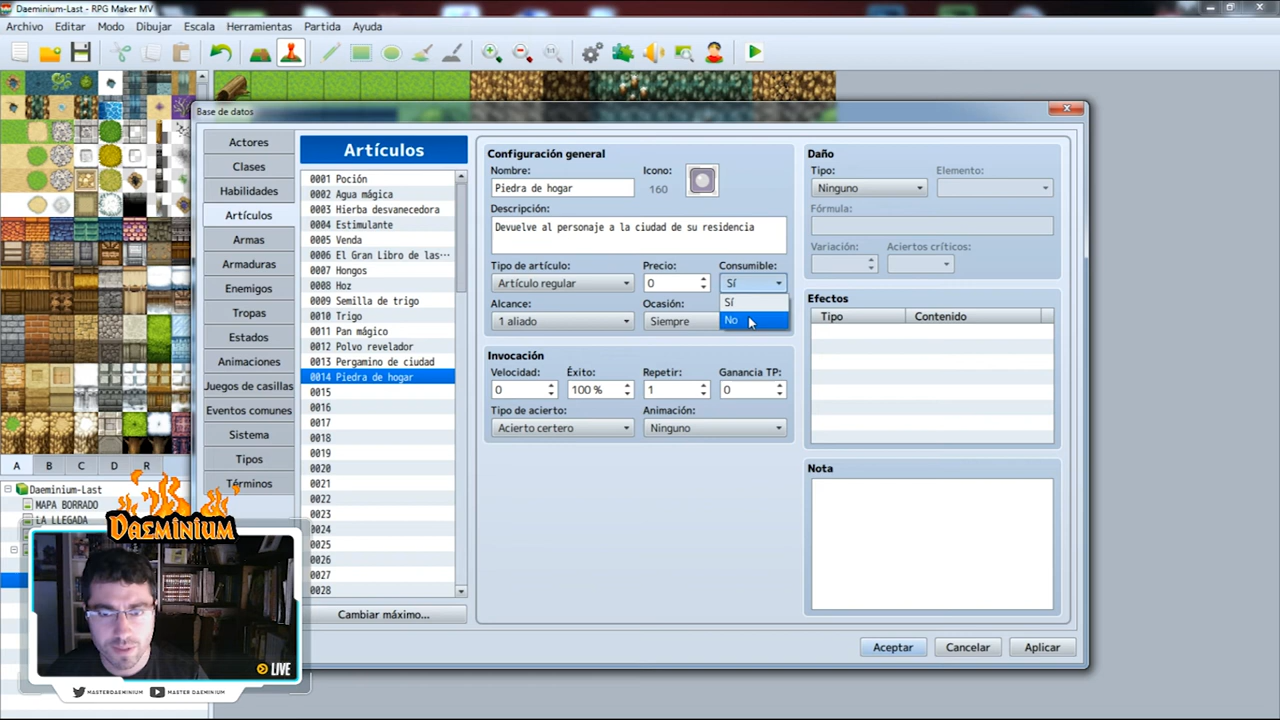 Daeminium-Last - RPG Maker MV
Archivo Editar Modo Dibujar Escala Herramientas Partida Ayuda
1:1
Base de datos
Actores
Clases
Habilidades
Artículos
Armas
Armaduras
Enemigos
Tropas
Estados
Animaciones
Juegos de casillas
Eventos comunes
Sistema
Tipos
Términos
Artículos
0001 Poción
0002 Agua mágica
0003 Hierba desvanecedora
0004 Estimulante
0005 Venda
0006 El Gran Libro de las...
0007 Hongos
0008 Hoz
0009 Semilla de trigo
0010 Trigo
0011 Pan mágico
0012 Polvo revelador
0013 Pergamino de ciudad
0014 Piedra de hogar
0015
0016
0017
0018
0019
0020
0021
0022
0023
0024
0025
0026
0027
0028
Cambiar máximo...
Configuración general
Nombre: Icono:
Piedra de hogar 160
Descripción:
Devuelve al personaje a la ciudad de su residencia
Tipo de artículo: Precio: Consumible:
Artículo regular 0 Sí
Sí
No
Alcance: Ocasión:
1 aliado Siempre
Invocación
Velocidad: Éxito: Repetir: Ganancia TP:
0 100 % 1 0
Tipo de acierto: Animación:
Acierto certero Ninguno
Daño
Tipo: Elemento:
Ninguno
Fórmula:
Variación: Aciertos críticos:
Efectos
Tipo Contenido
Nota
Aceptar Cancelar Aplicar
A B C D R
Daeminium-Last
MAPA BORRADO
LA LLEGADA
DAEMINIUM
LIVE
MASTERDAEMINIUM MASTER DAEMINIUM